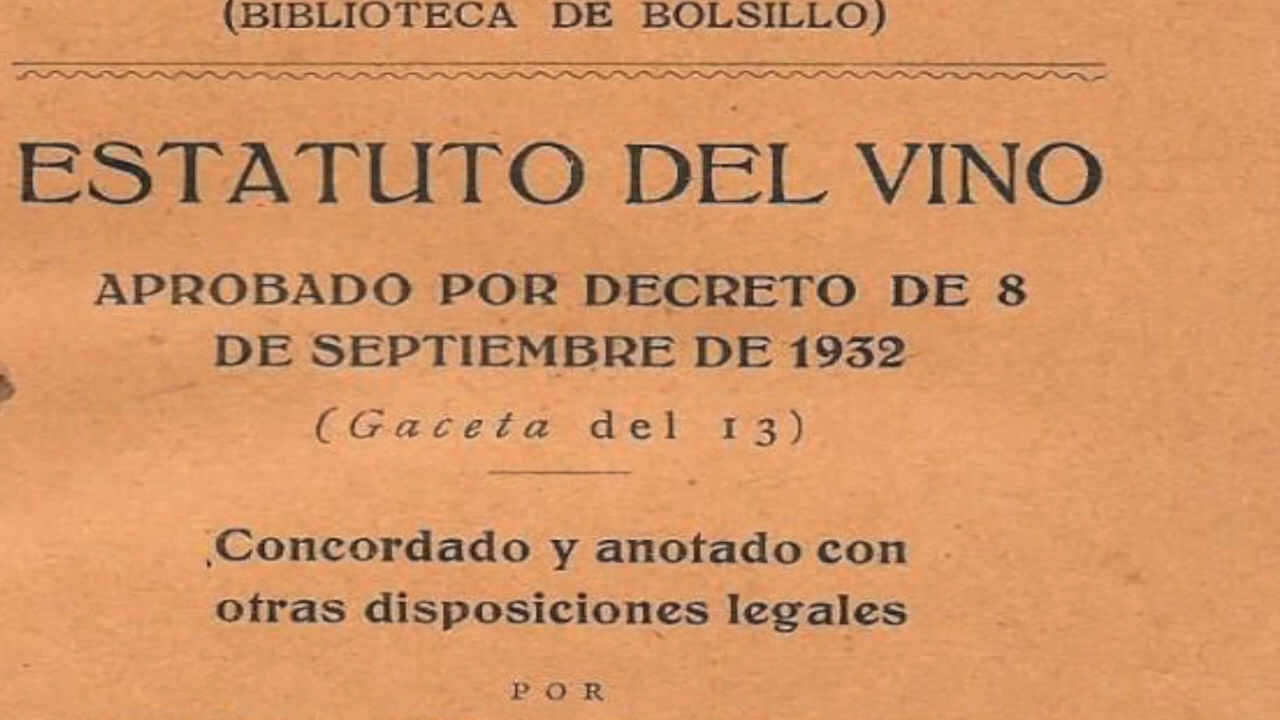 (BIBLIOTECA DE BOLSILLO)
ESTATUTO DEL VINO
APROBADO POR DECRETO DE 8
DE SEPTIEMBRE DE 1932
(Gaceta del 13)
Concordado y anotado con
otras disposiciones legales
POR